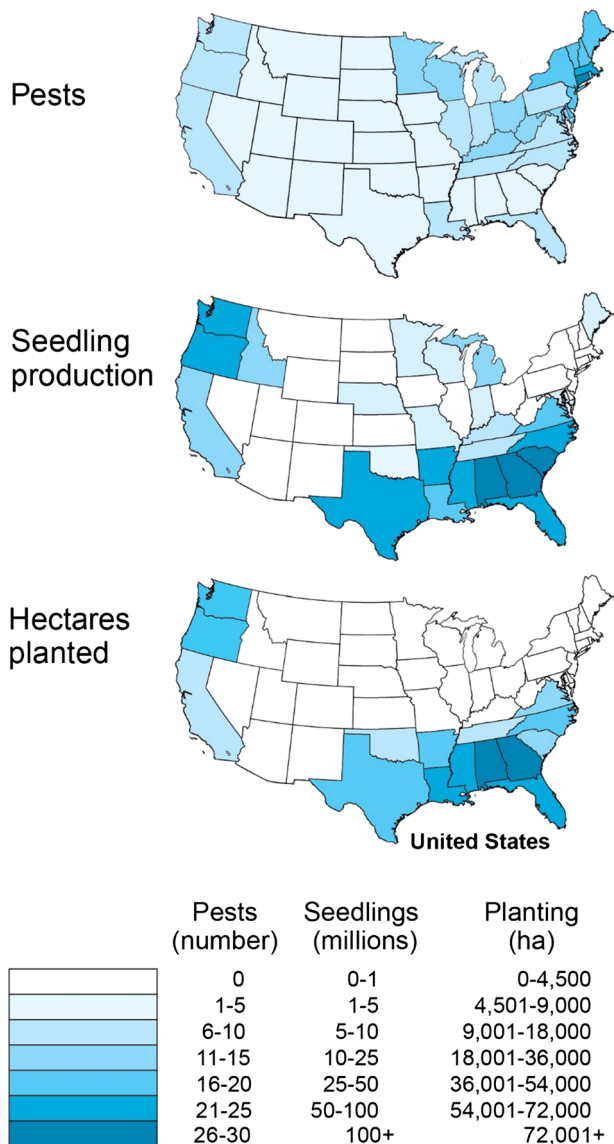 Pests
Seedling
production
Hectares
planted
United States
Pests Seedlings Planting
(number) (millions) (ha)
0 0-1 0-4,500
1-5 1-5 4,501-9,000
6-10 5-10 9,001-18,000
11-15 10-25 18,001-36,000
16-20 25-50 36,001-54,000
21-25 50-100 54,001-72,000
26-30 100+ 72,001+